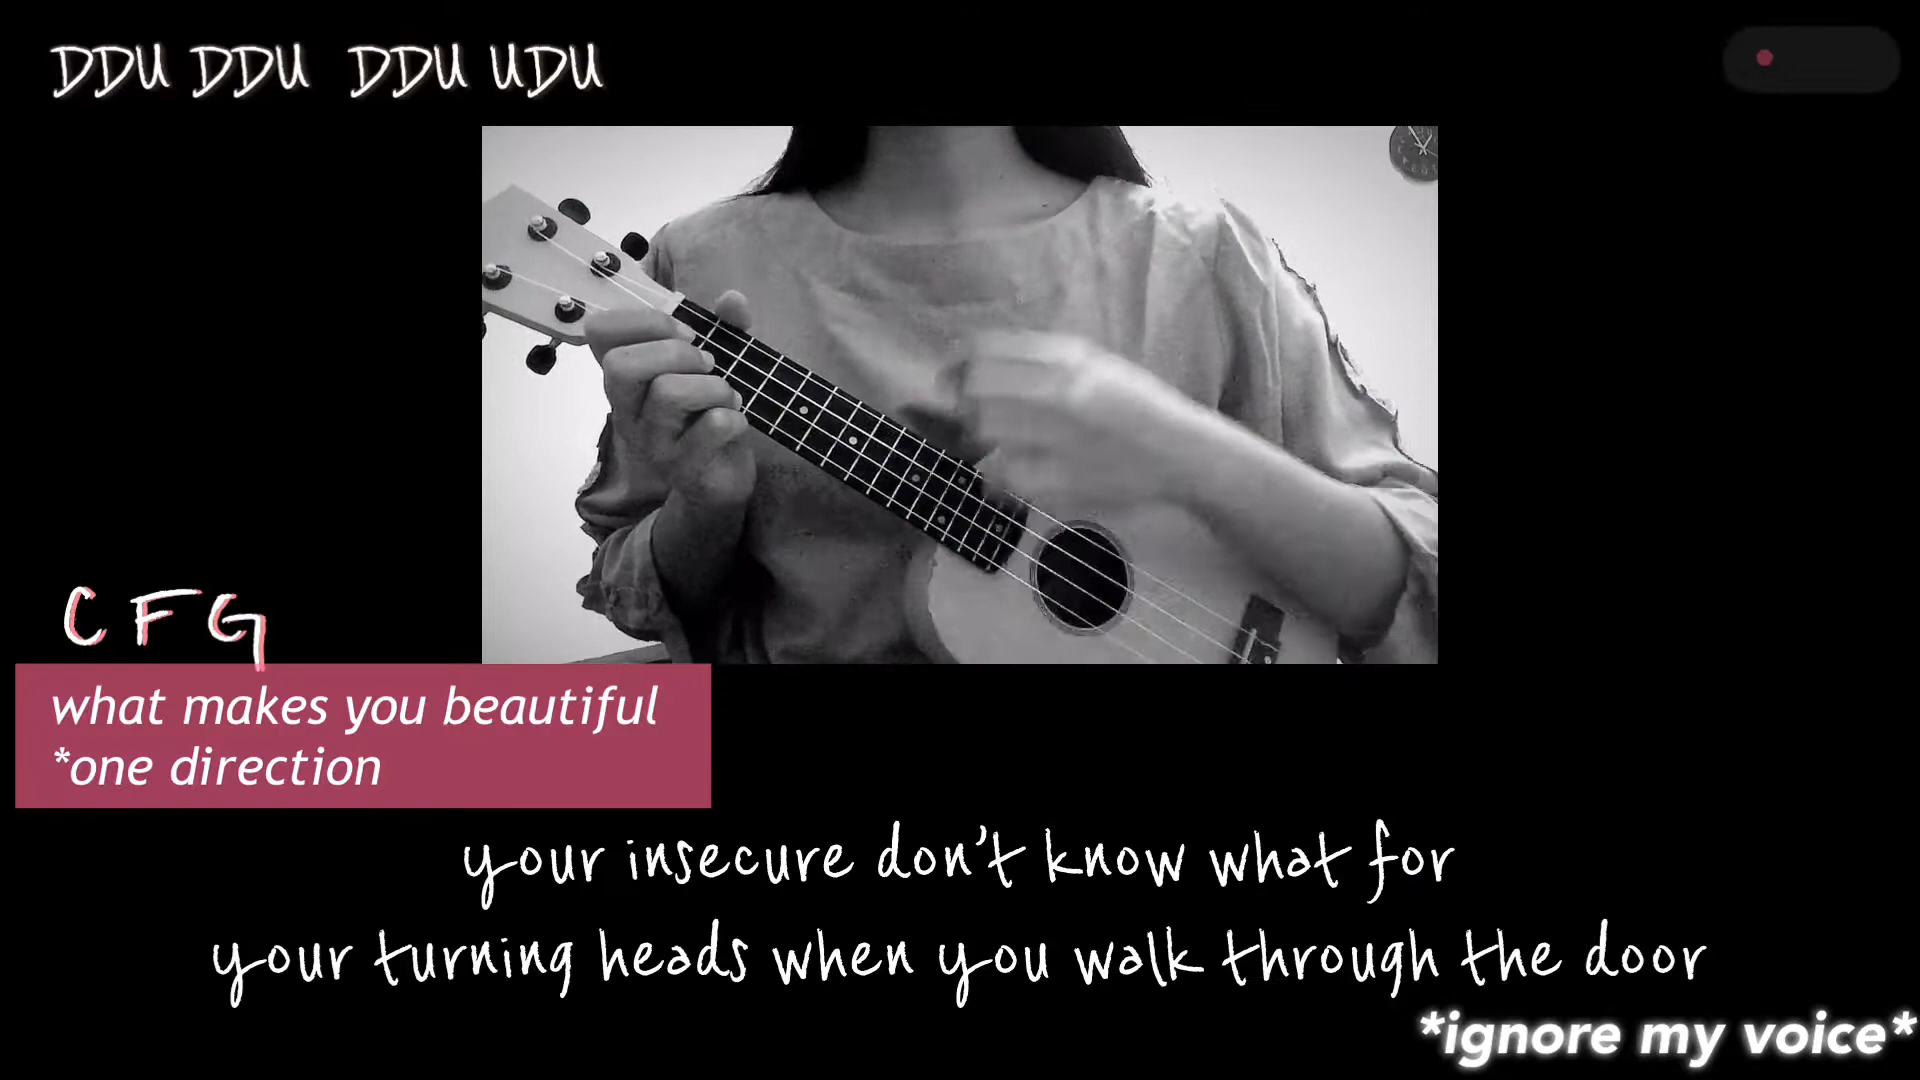 DDU DDU DDU UDU
C F G
what makes you beautiful
*one direction
your insecure don't know what for
your turning heads when you walk through the door
*ignore my voice*